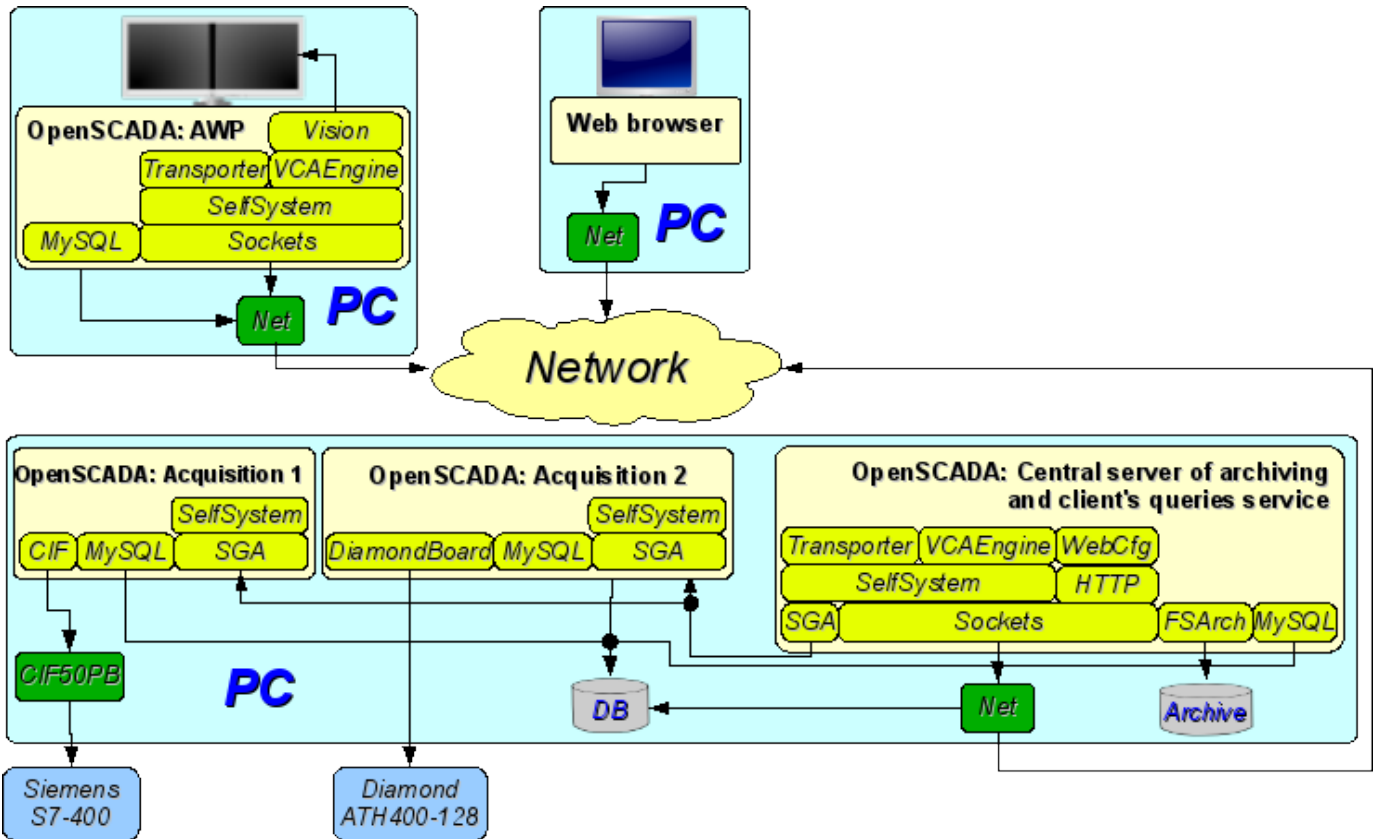 OpenSCADA: AWP
Vision
Transporter
VCAEngine
SelfSystem
MySQL
Sockets
Net
PC
Web browser
Net
PC
Network
OpenSCADA: Acquisition 1
SelfSystem
CIF
MySQL
SGA
OpenSCADA: Acquisition 2
SelfSystem
DiamondBoard
MySQL
SGA
OpenSCADA: Central server of archiving
and client's queries service
Transporter
VCAEngine
WebCfg
SelfSystem
HTTP
SGA
Sockets
FSArch
MySQL
CIF50PB
PC
DB
Net
Archive
Siemens
S7-400
Diamond
ATH400-128